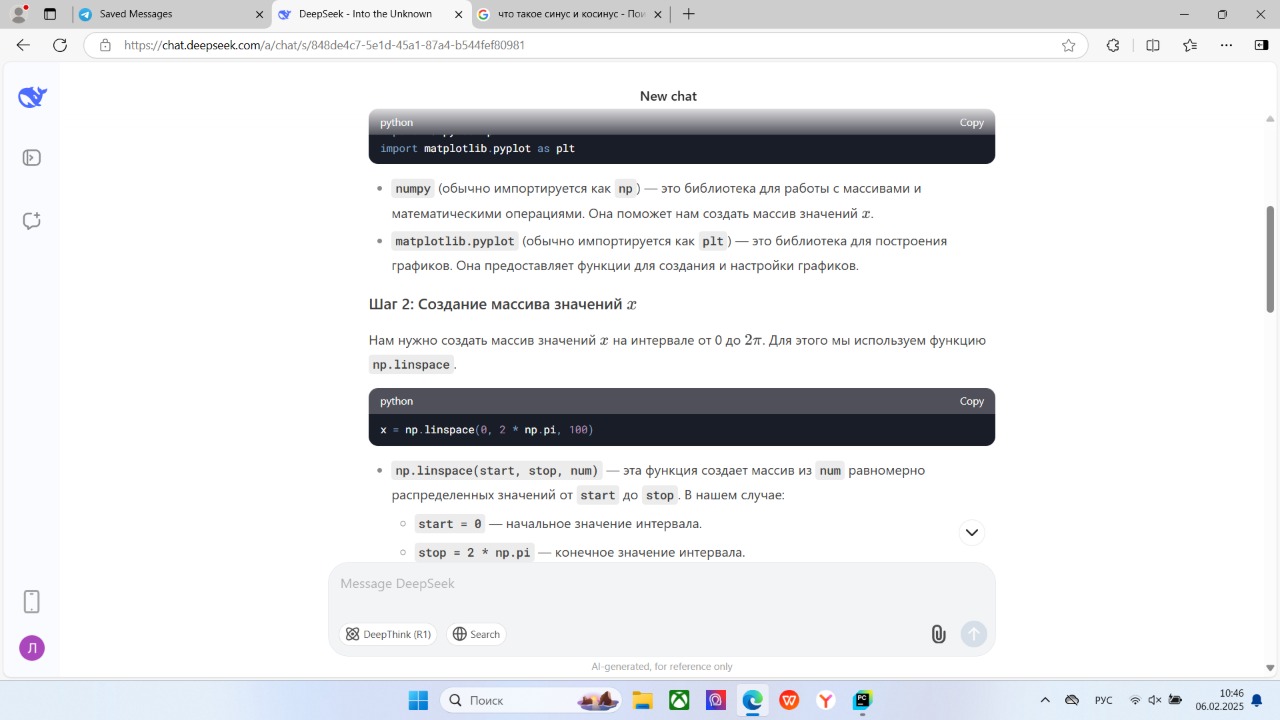 Saved Messages
DeepSeek - Into the Unknown
что такое синус и косинус - Пои
https://chat.deepseek.com/a/chat/s/848de4c7-5e1d-45a1-87a4-b544fef80981
New chat
python Copy
import matplotlib.pyplot as plt
numpy (обычно импортируется как np) — это библиотека для работы с массивами и
математическими операциями. Она поможет нам создать массив значений x.
matplotlib.pyplot (обычно импортируется как plt) — это библиотека для построения
графиков. Она предоставляет функции для создания и настройки графиков.
Шаг 2: Создание массива значений x
Нам нужно создать массив значений x на интервале от 0 до 2π. Для этого мы используем функцию
np.linspace.
python Copy
x = np.linspace(0, 2 * np.pi, 100)
np.linspace(start, stop, num) — эта функция создает массив из num равномерно
распределенных значений от start до stop. В нашем случае:
start = 0 — начальное значение интервала.
stop = 2 * np.pi — конечное значение интервала.
Message DeepSeek
DeepThink (R1) Search
Л
AI-generated, for reference only
Поиск
РУС
10:46
06.02.2025